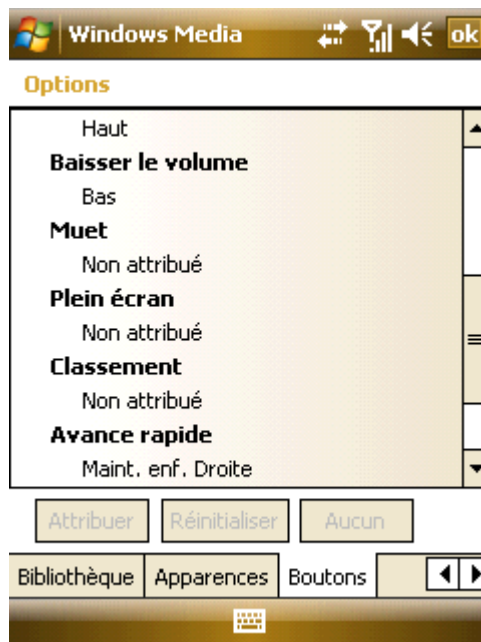 Windows Media ok
Options
Haut
Baisser le volume
Bas
Muet
Non attribué
Plein écran
Non attribué
Classement
Non attribué
Avance rapide
Maint. enf. Droite
Attribuer Réinitialiser Aucun
Bibliothèque Apparences Boutons